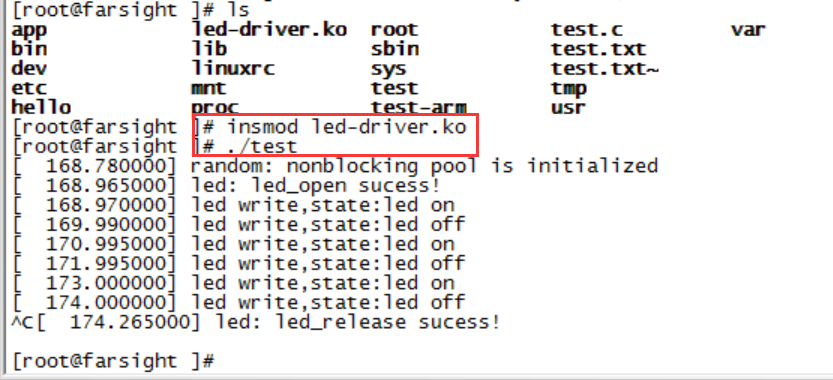 [root@farsight ]# ls
app led-driver.ko root test.c var
bin lib sbin test.txt
dev linuxrc sys test.txt~
etc mnt test tmp
hello proc test-arm usr
[root@farsight ]# insmod led-driver.ko
[root@farsight ]# ./test
[ 168.780000] random: nonblocking pool is initialized
[ 168.965000] led: led_open sucess!
[ 168.970000] led write,state:led on
[ 169.990000] led write,state:led off
[ 170.995000] led write,state:led on
[ 171.995000] led write,state:led off
[ 173.000000] led write,state:led on
[ 174.000000] led write,state:led off
^C[ 174.265000] led: led_release sucess!
[root@farsight ]#